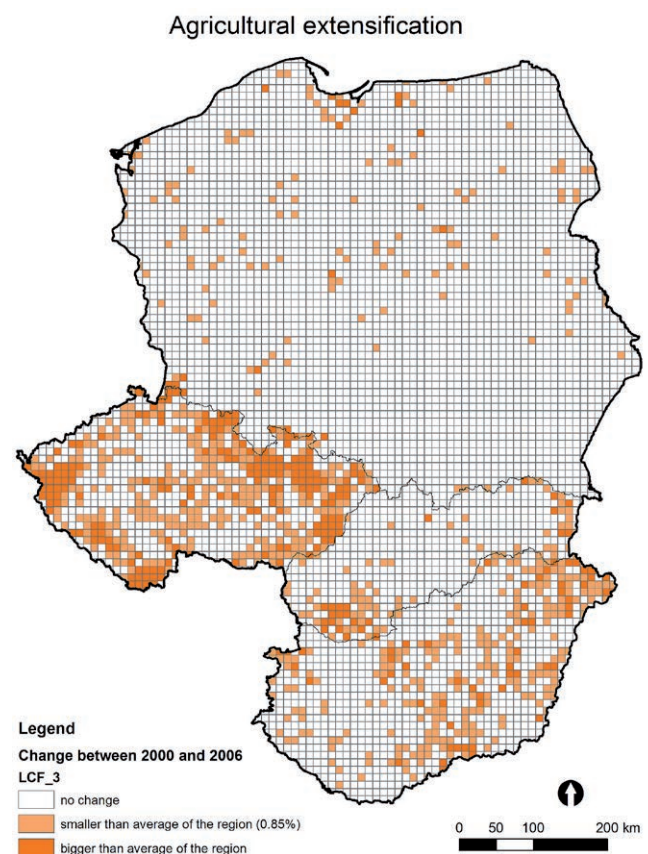 Agricultural extensification
Legend
Change between 2000 and 2006
LCF_3
no change
smaller than average of the region (0.85%)
bigger than average of the region
0 50 100 200 km